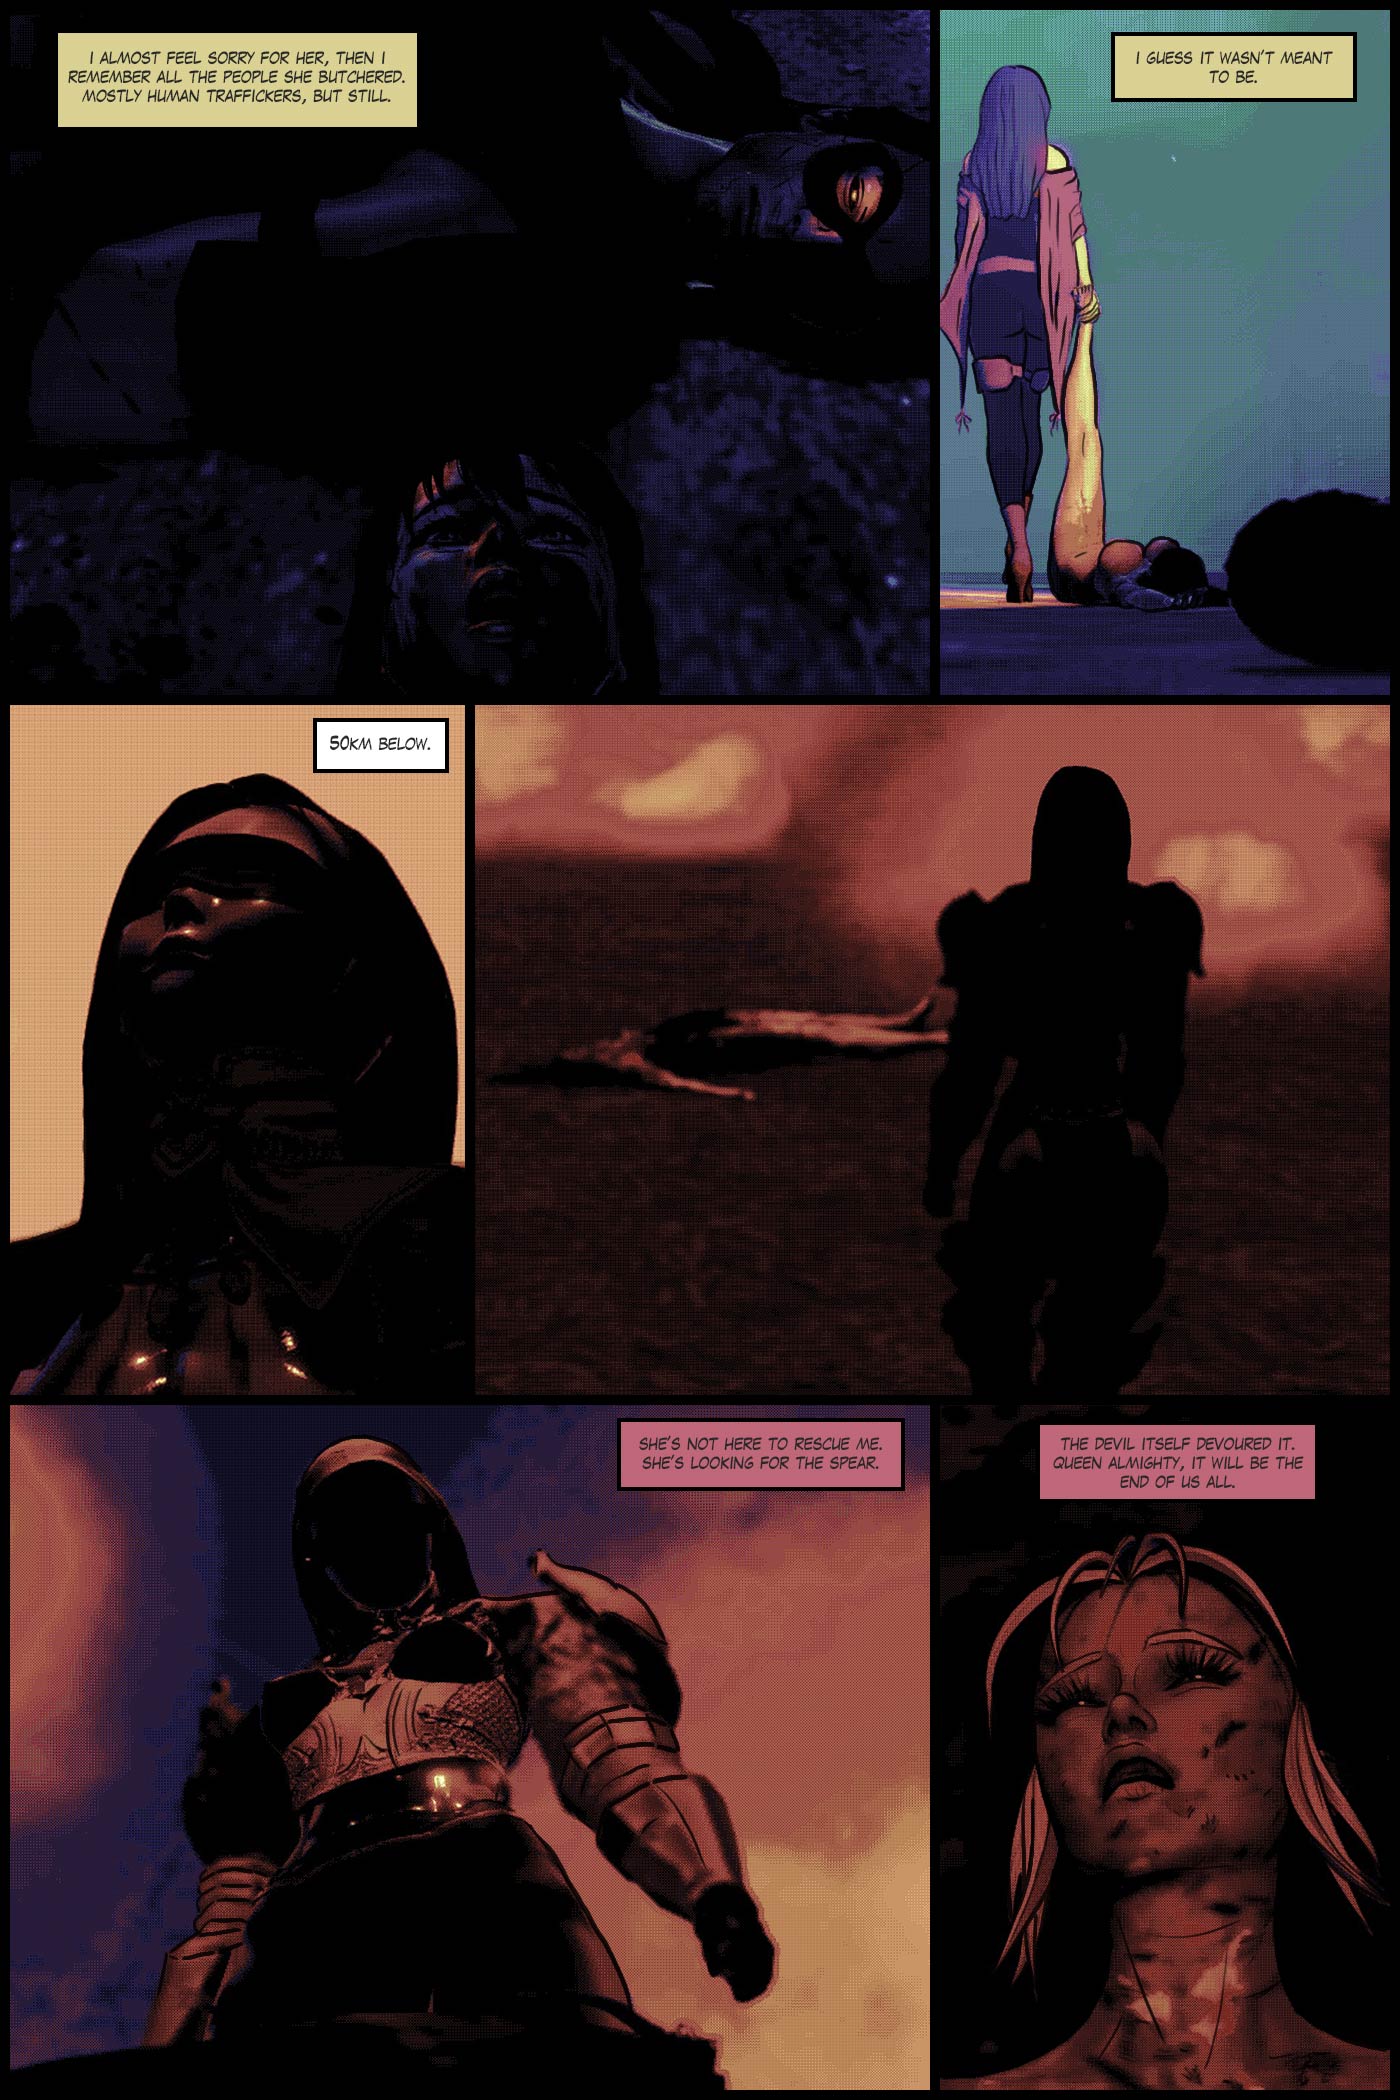 I ALMOST FEEL SORRY FOR HER, THEN I
REMEMBER ALL THE PEOPLE SHE BUTCHERED.
MOSTLY HUMAN TRAFFICKERS, BUT STILL.
I GUESS IT WASN'T MEANT
TO BE.
50KM BELOW.
SHE'S NOT HERE TO RESCUE ME.
SHE'S LOOKING FOR THE SPEAR.
THE DEVIL ITSELF DEVOURED IT.
QUEEN ALMIGHTY, IT WILL BE THE
END OF US ALL.